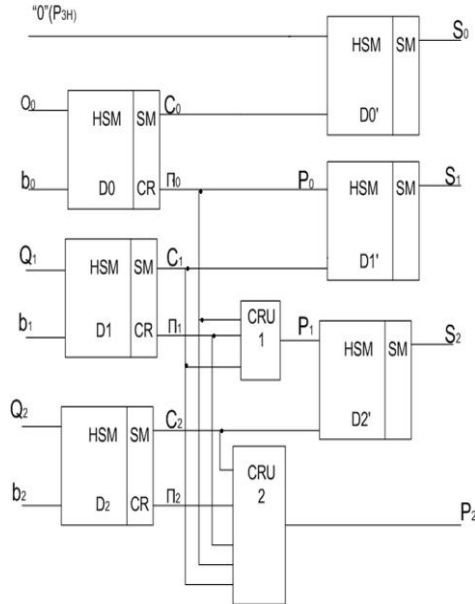 "0"(Pзн)
HSM SM S₀
O₀ C₀
HSM SM D0'
b₀ D0 CR П₀ P₀ HSM SM S₁
Q₁ C₁ D1'
HSM SM
b₁ D1 CR П₁ CRU 1 P₁ HSM SM S₂
Q₂ C₂ D2'
HSM SM CRU 2
b₂ D₂ CR П₂ P₂